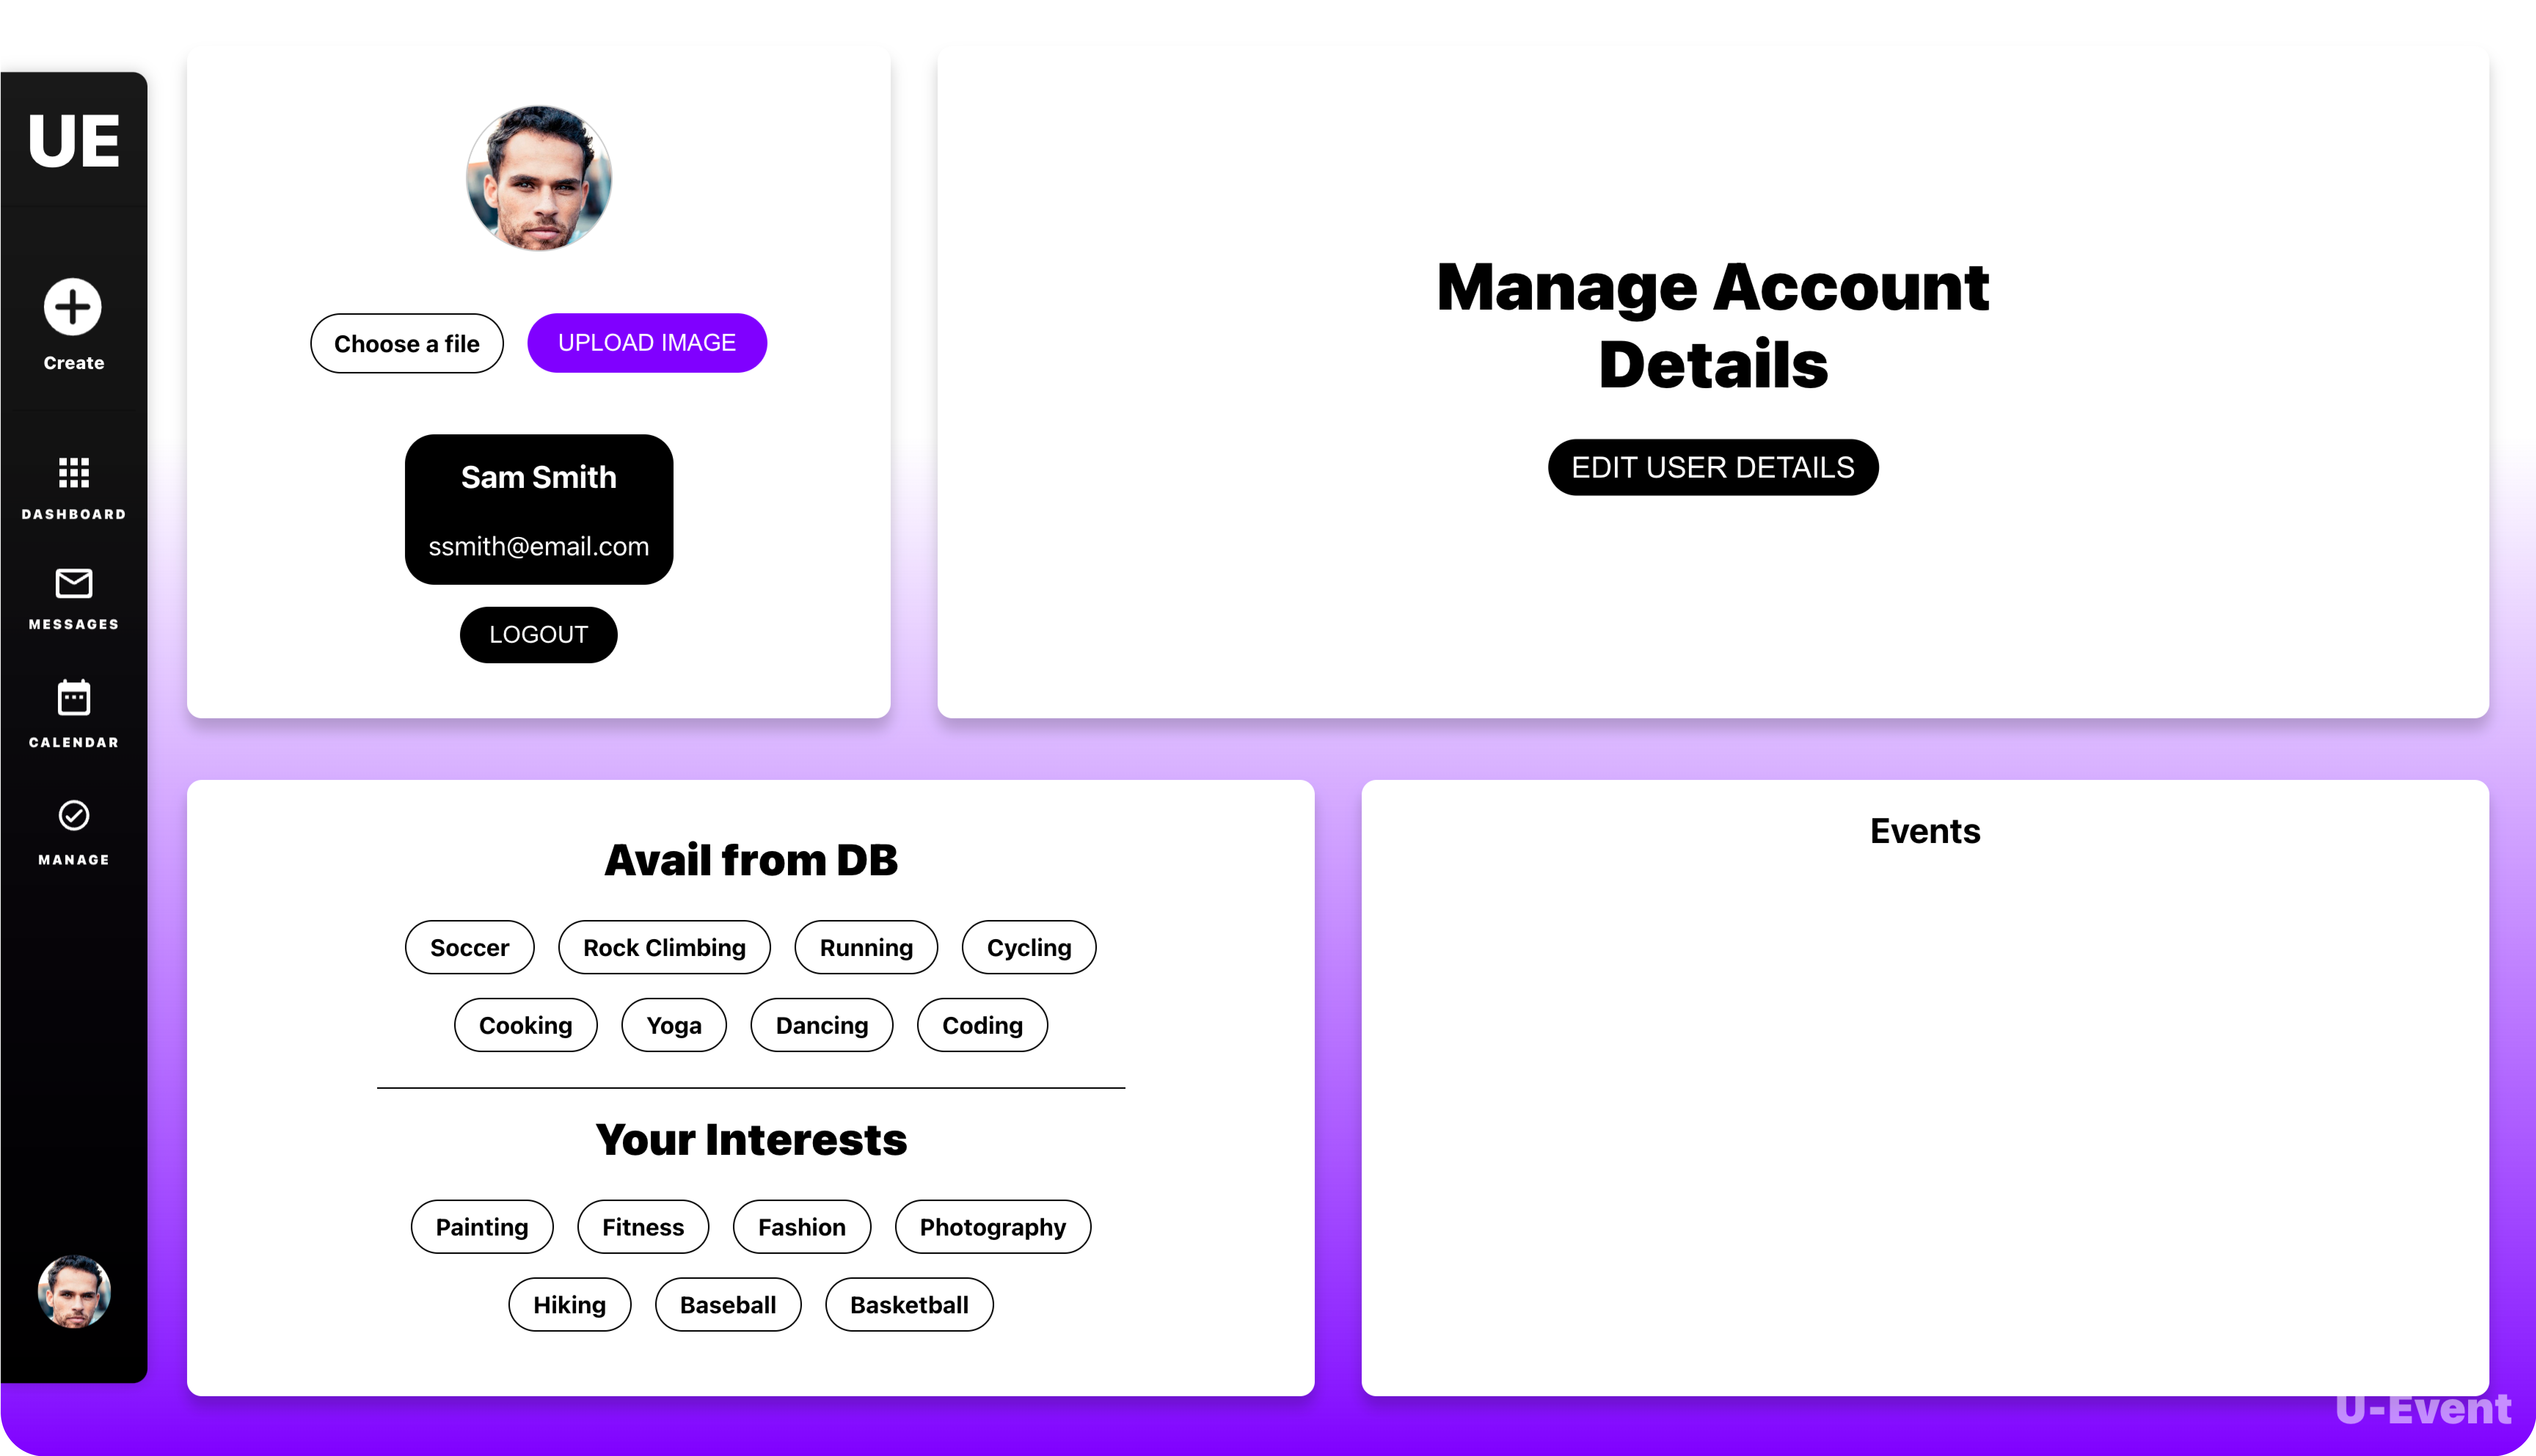 UE
Create
DASHBOARD
MESSAGES
CALENDAR
MANAGE
Choose a file
UPLOAD IMAGE
Sam Smith
ssmith@email.com
LOGOUT
Manage Account
Details
EDIT USER DETAILS
Avail from DB
Soccer Rock Climbing Running Cycling
Cooking Yoga Dancing Coding
Your Interests
Painting Fitness Fashion Photography
Hiking Baseball Basketball
Events
U-Event